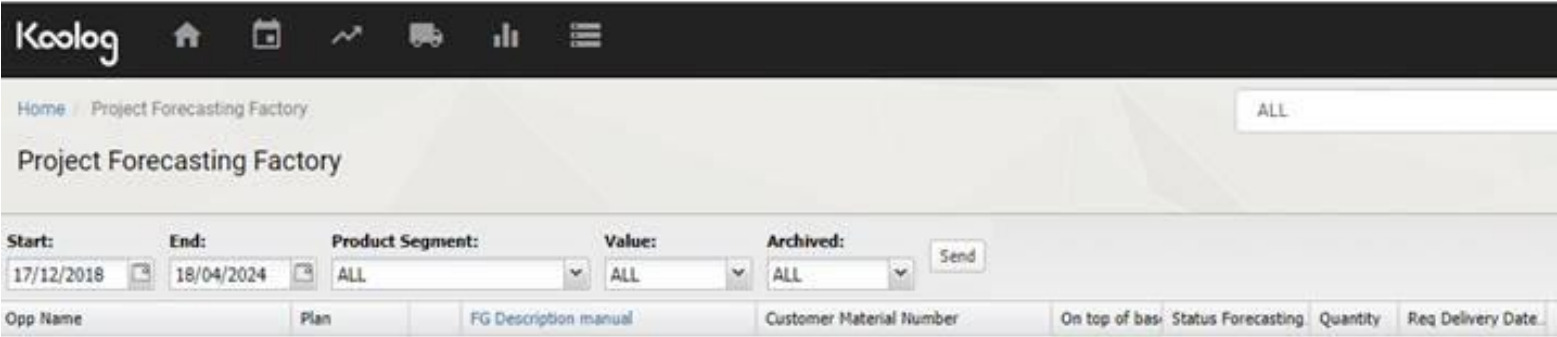 Koolog
Home / Project Forecasting Factory
ALL
Project Forecasting Factory
Start: End: Product Segment: Value: Archived:
17/12/2018 18/04/2024 ALL ALL ALL Send
Opp Name Plan FG Description manual Customer Material Number On top of bas Status Forecasting. Quantity Req Delivery Date..